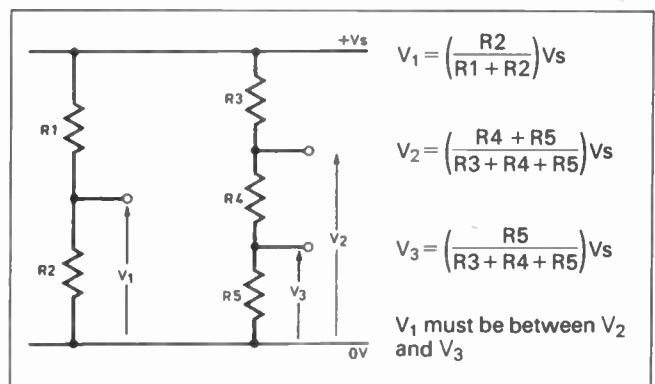 +Vs
R1
R2
V₁
R3
R4
R5
V₂
V₃
0V
V₁ = (R2 / (R1 + R2)) Vs
V₂ = ((R4 + R5) / (R3 + R4 + R5)) Vs
V₃ = (R5 / (R3 + R4 + R5)) Vs
V₁ must be between V₂
and V₃